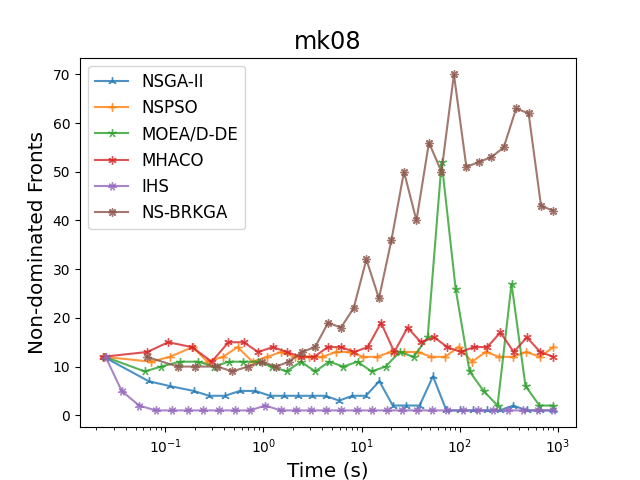 mk08
Non-dominated Fronts
70
60
50
40
30
20
10
0
NSGA-II
NSPSO
MOEA/D-DE
MHACO
IHS
NS-BRKGA
10⁻¹
10⁰
10¹
10²
10³
Time (s)